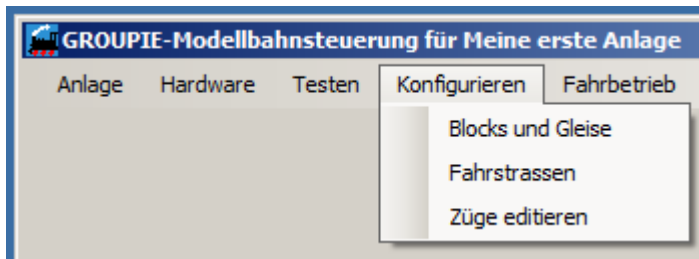 GROUPIE-Modellbahnsteuerung für Meine erste Anlage
Anlage Hardware Testen Konfigurieren Fahrbetrieb
Blocks und Gleise
Fahrstrassen
Züge editieren